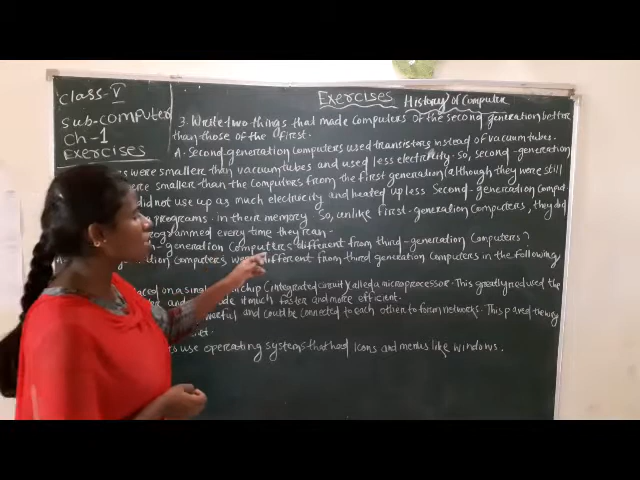 Class - V
Sub - Computer
Ch - 1
Exercises
Exercises History of Computer
3. Write two things that made computers of the second generation better
than those of the first.
A. Second-generation computers used transistors instead of vacuum tubes.
were smaller than vacuum tubes and used less electricity. So, second-generation
were smaller than the computers from the first generation (although they were still
did not use up as much electricity and heated up less Second-generation Comput-
programs in their memory so, unlike first-generation computers, they did
programmed every time they ran.
- generation computers different from third-generation computers?
computers were different from third generation computers in the following
placed on a single chip (integrated circuit) called a microprocessor. This greatly reduced the
and made it much faster and more efficient.
and could be connected to each other to form networks. This paved the way
to use operating systems that had icons and menus like windows.